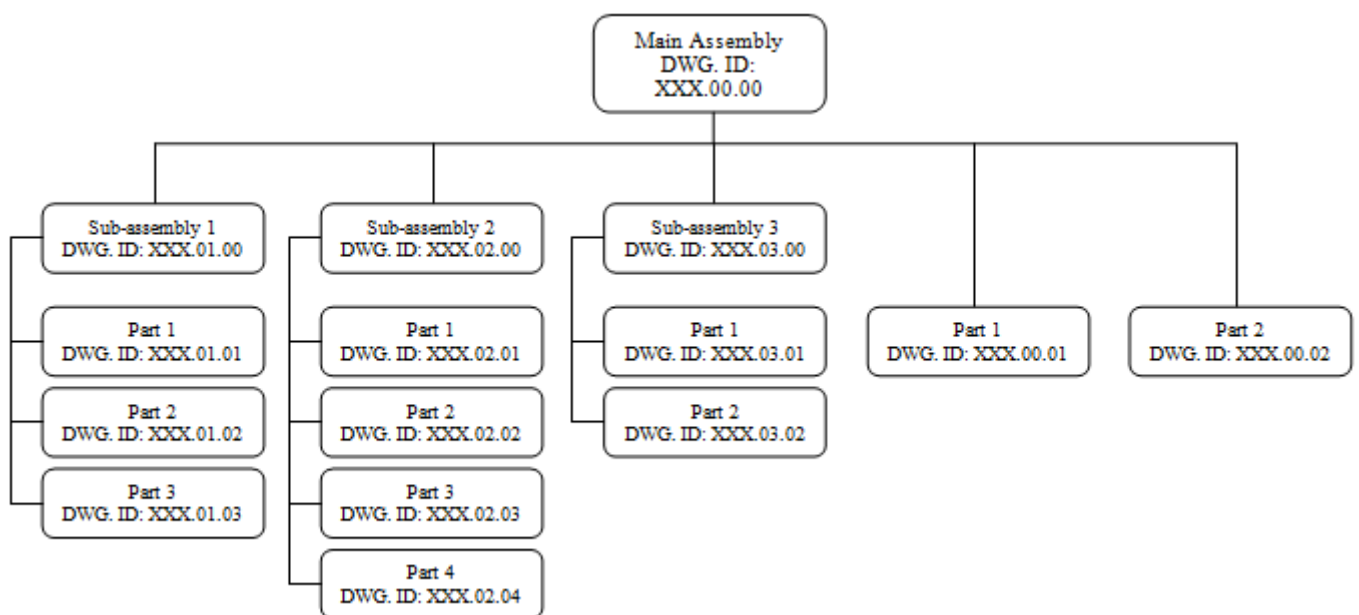 Main Assembly
DWG. ID:
XXX.00.00
Sub-assembly 1
DWG. ID: XXX.01.00
Sub-assembly 2
DWG. ID: XXX.02.00
Sub-assembly 3
DWG. ID: XXX.03.00
Part 1
DWG. ID: XXX.01.01
Part 1
DWG. ID: XXX.02.01
Part 1
DWG. ID: XXX.03.01
Part 1
DWG. ID: XXX.00.01
Part 2
DWG. ID: XXX.00.02
Part 2
DWG. ID: XXX.01.02
Part 2
DWG. ID: XXX.02.02
Part 2
DWG. ID: XXX.03.02
Part 3
DWG. ID: XXX.01.03
Part 3
DWG. ID: XXX.02.03
Part 4
DWG. ID: XXX.02.04